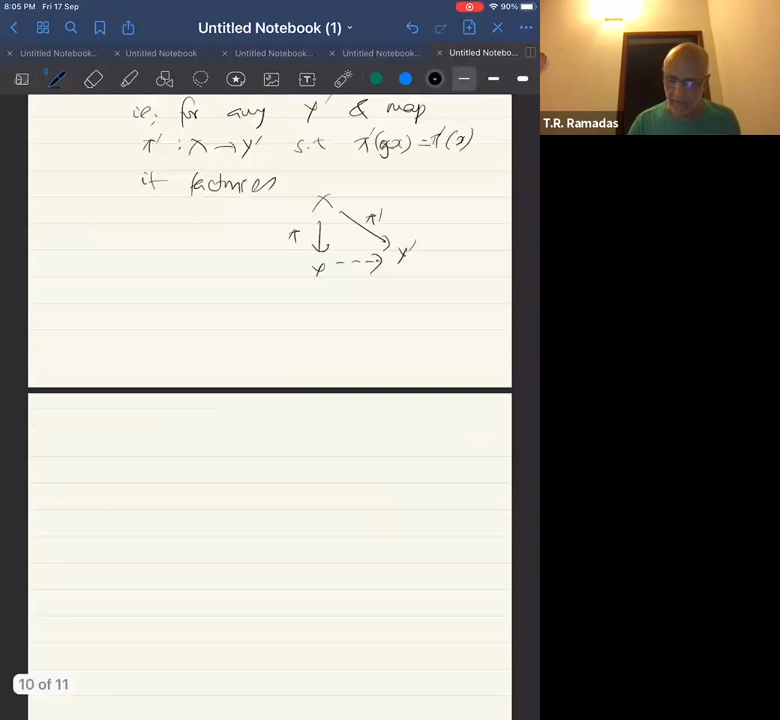 8:05 PM Fri 17 Sep
90%
Untitled Notebook (1)
Untitled Notebook...
Untitled Notebook
Untitled Notebook...
Untitled Notebook...
Untitled Notebo...
i.e. for any Y' & map
π' : X → Y' s.t π'(gx) = π'(x)
it factures
X
π π'
Y Y'
10 of 11
T.R. Ramadas